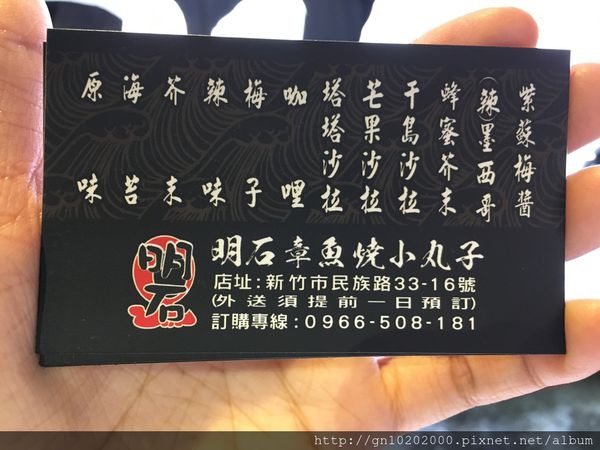 紫蘇梅醬
(辣墨西哥
蜂蜜芥末
千島沙拉
芒果沙拉
塔塔沙拉
咖哩
梅子
辣味
芥末
海苔
原味
明石
明石章魚燒小丸子
店址:新竹市民族路33-16號
(外送須提前一日預訂)
訂購專線:0966-508-181
http://gn10202000.pixnet.net/album